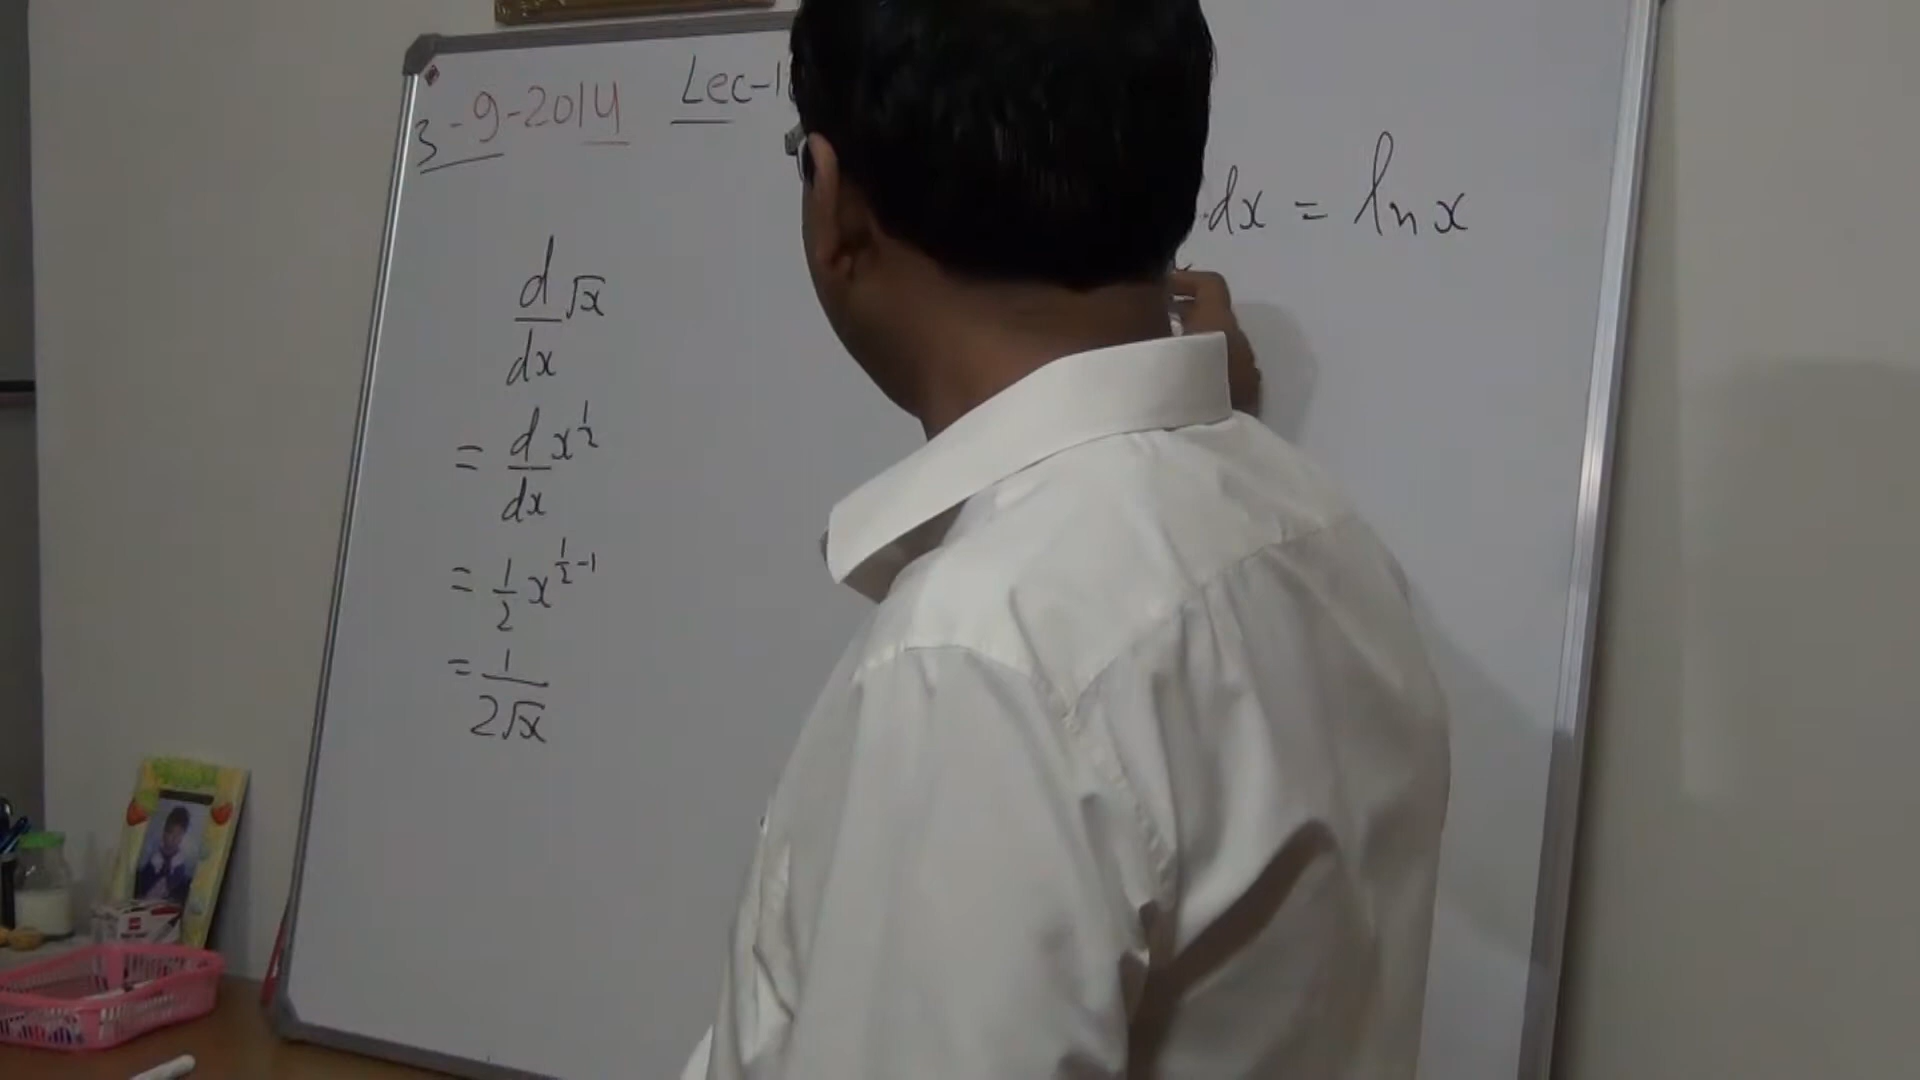 3-9-2014 Lec-1
d/dx √x
= d/dx x^(1/2)
= 1/2 x^(1/2 - 1)
= 1/(2√x)
dx = ln x